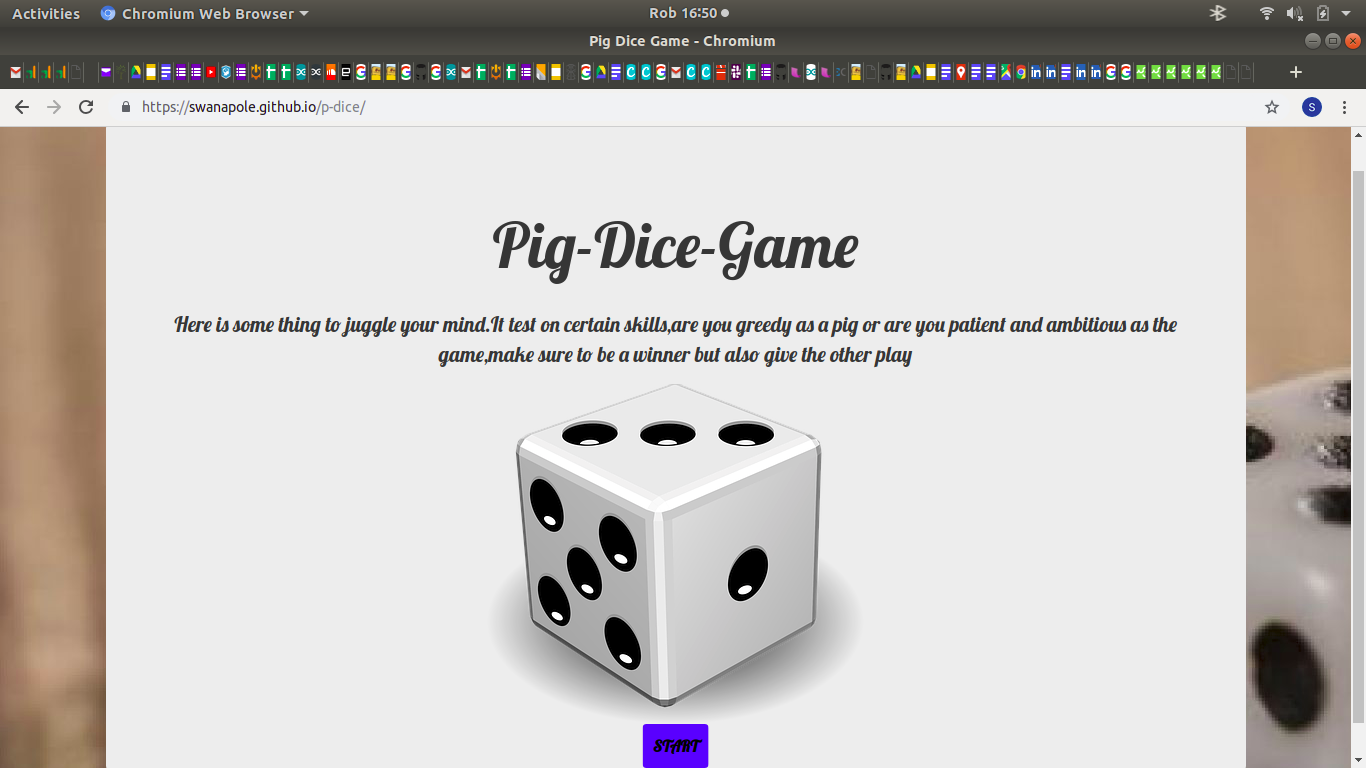 Activities Chromium Web Browser Rob 16:50
Pig Dice Game - Chromium
https://swanapole.github.io/p-dice/ S
Pig-Dice-Game
Here is some thing to juggle your mind.It test on certain skills,are you greedy as a pig or are you patient and ambitious as the
game,make sure to be a winner but also give the other play
START